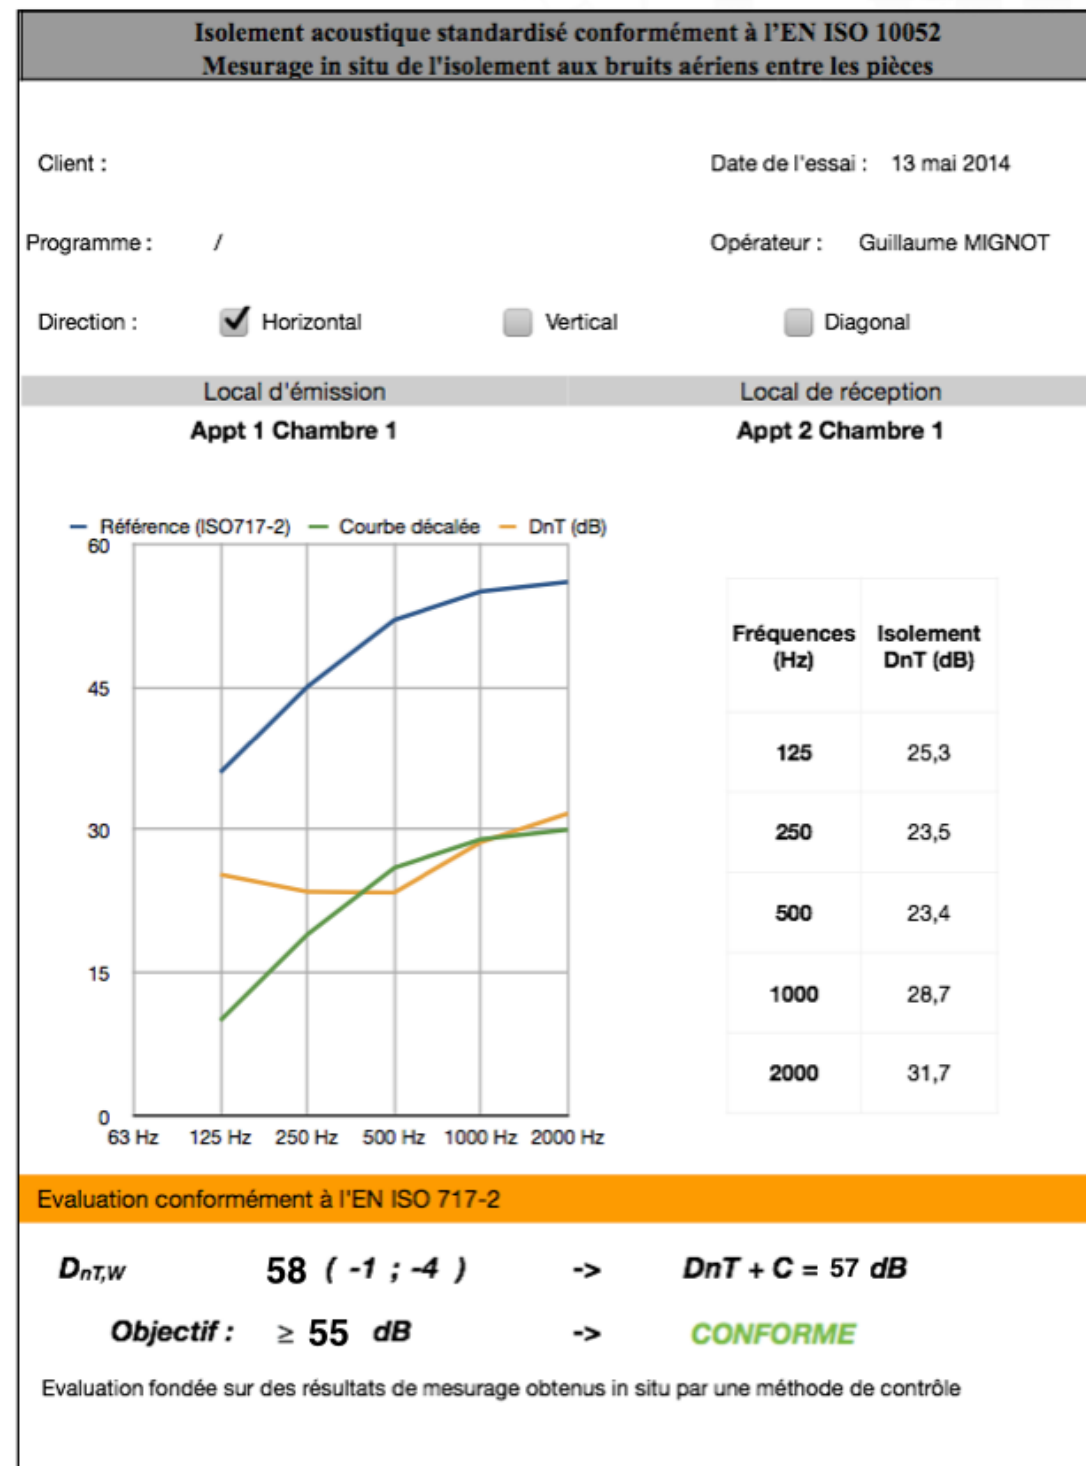 Isolement acoustique standardisé conformément à l'EN ISO 10052
Mesurage in situ de l'isolement aux bruits aériens entre les pièces
Client :
Date de l'essai : 13 mai 2014
Programme : /
Opérateur : Guillaume MIGNOT
Direction : Horizontal Vertical Diagonal
Local d'émission Local de réception
Appt 1 Chambre 1 Appt 2 Chambre 1
Référence (ISO717-2) Courbe décalée DnT (dB)
60
45
30
15
0
63 Hz 125 Hz 250 Hz 500 Hz 1000 Hz 2000 Hz
Fréquences Isolement
(Hz) DnT (dB)
125 25,3
250 23,5
500 23,4
1000 28,7
2000 31,7
Evaluation conformément à l'EN ISO 717-2
DnT,W 58 ( -1 ; -4 ) -> DnT + C = 57 dB
Objectif : ≥ 55 dB -> CONFORME
Evaluation fondée sur des résultats de mesurage obtenus in situ par une méthode de contrôle